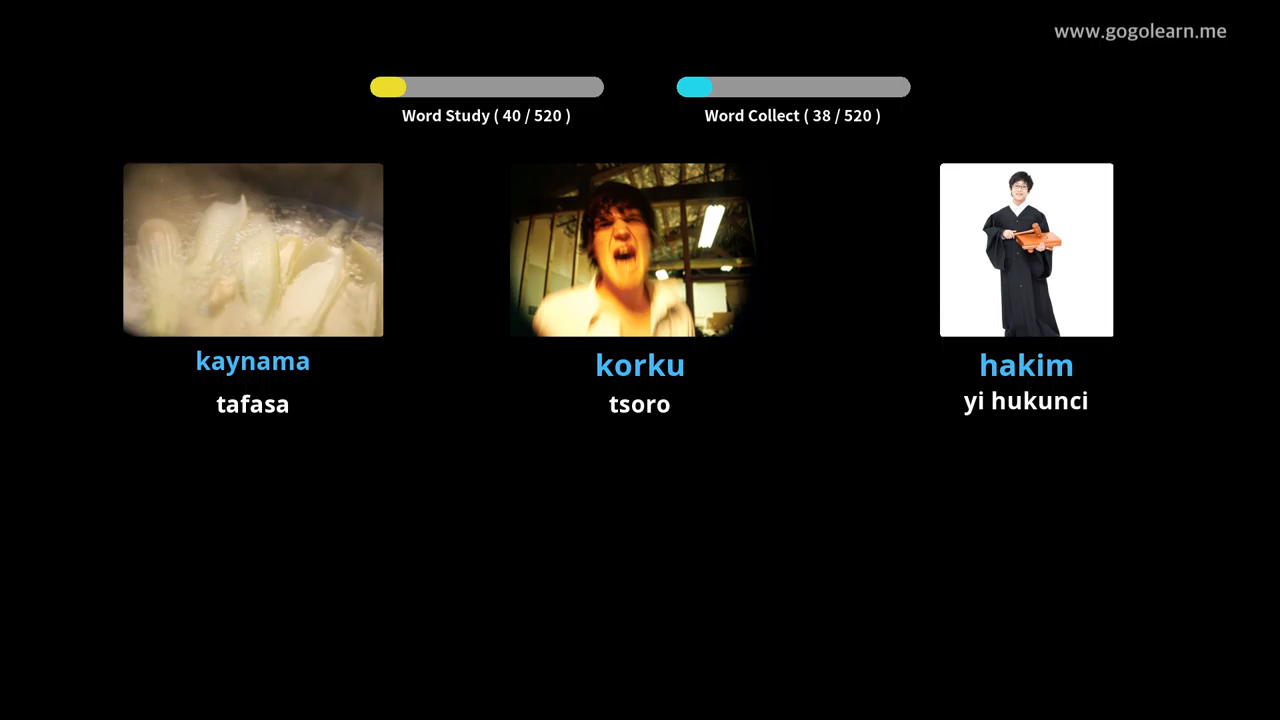 www.gogolearn.me
Word Study ( 40 / 520 )
Word Collect ( 38 / 520 )
kaynama
tafasa
korku
tsoro
hakim
yi hukunci